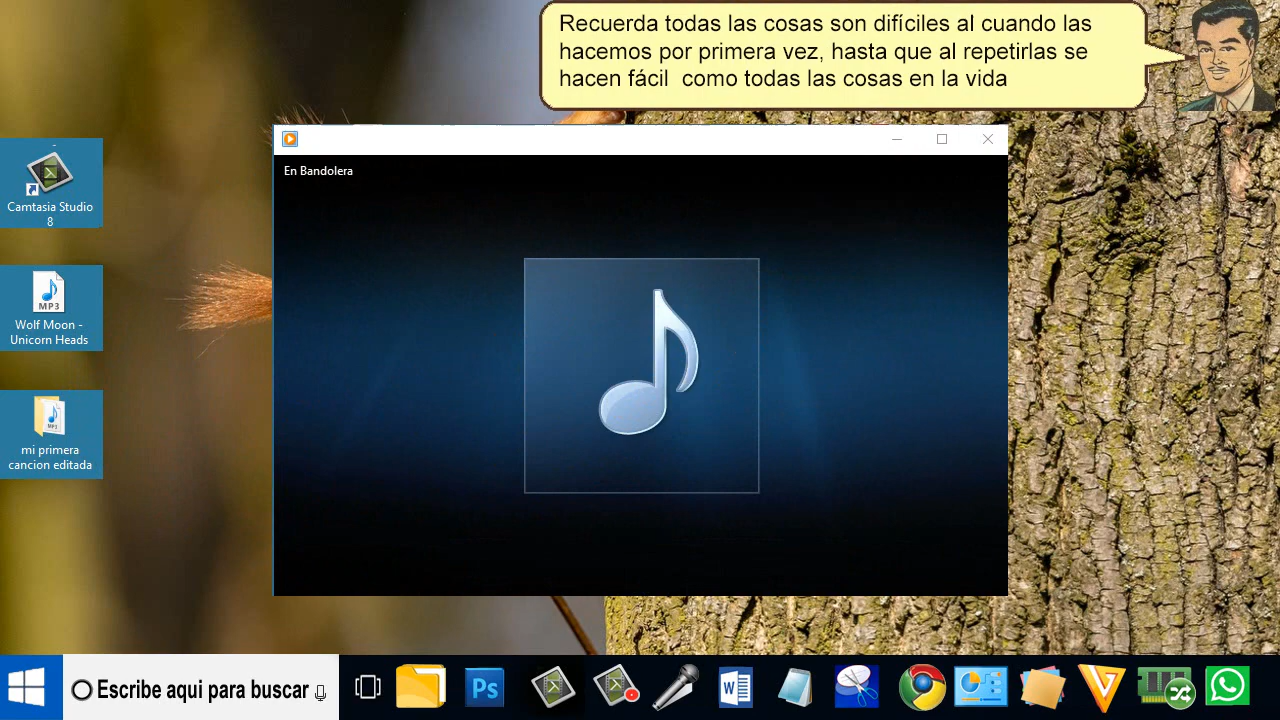 Recuerda todas las cosas son difíciles al cuando las
hacemos por primera vez, hasta que al repetirlas se
hacen fácil como todas las cosas en la vida
En Bandolera
Camtasia Studio
8
MP3
Wolf Moon -
Unicorn Heads
MP3
mi primera
cancion editada
Escribe aqui para buscar
Ps
W